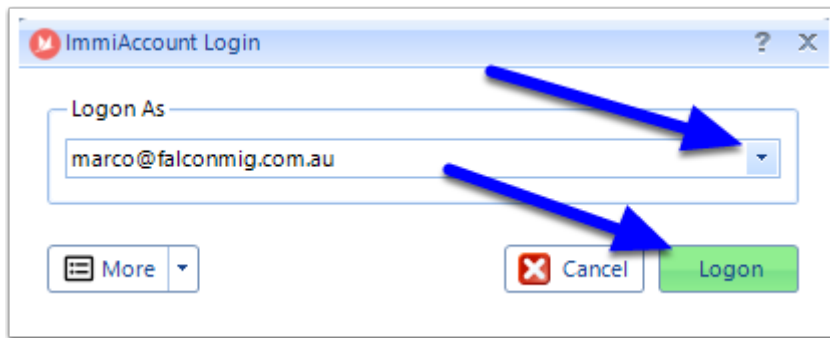 ImmiAccount Login ? X
Logon As
marco@falconmig.com.au
More Cancel Logon